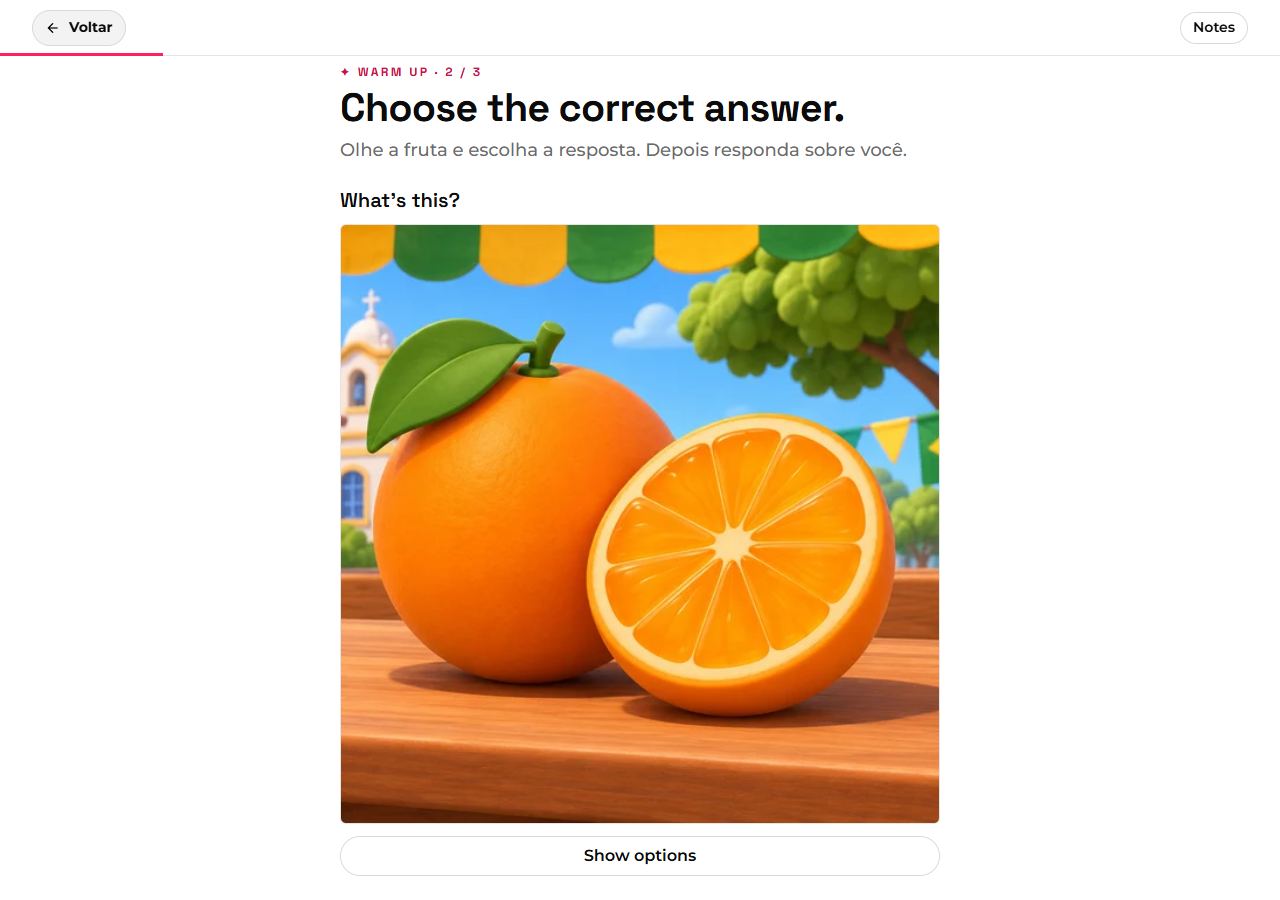 ← Voltar
Notes
✦ WARM UP · 2 / 3
Choose the correct answer.
Olhe a fruta e escolha a resposta. Depois responda sobre você.
What's this?
Show options